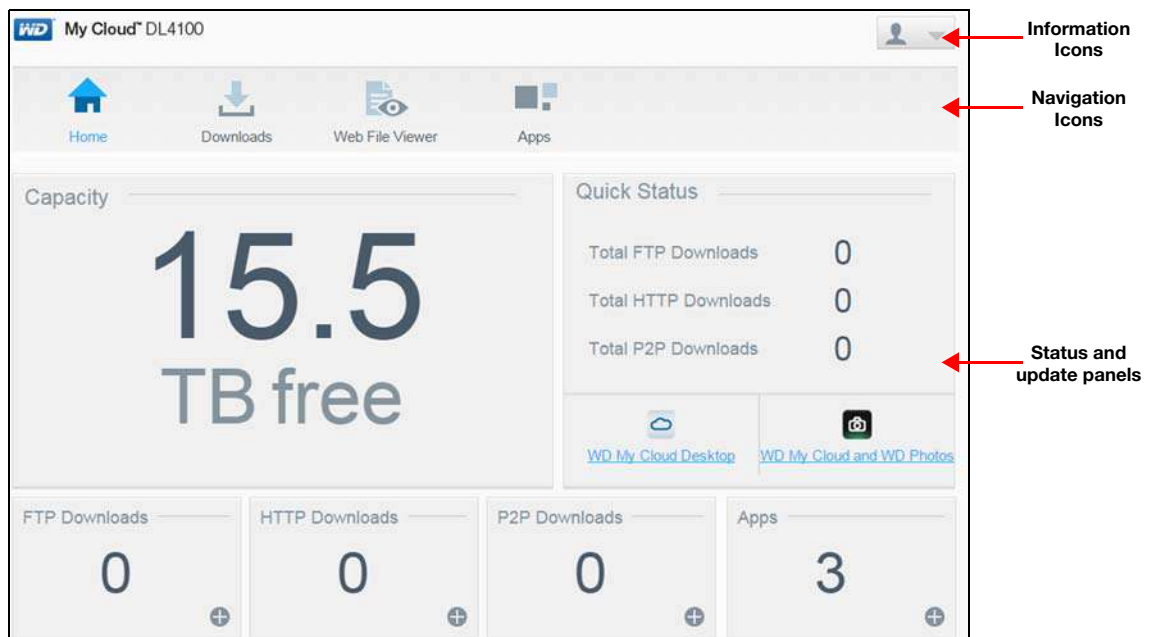 WD My Cloud™ DL4100
Information
Icons
Home
Downloads
Web File Viewer
Apps
Navigation
Icons
Capacity
15.5
TB free
Quick Status
Total FTP Downloads 0
Total HTTP Downloads 0
Total P2P Downloads 0
Status and
update panels
WD My Cloud Desktop
WD My Cloud and WD Photos
FTP Downloads
0
HTTP Downloads
0
P2P Downloads
0
Apps
3